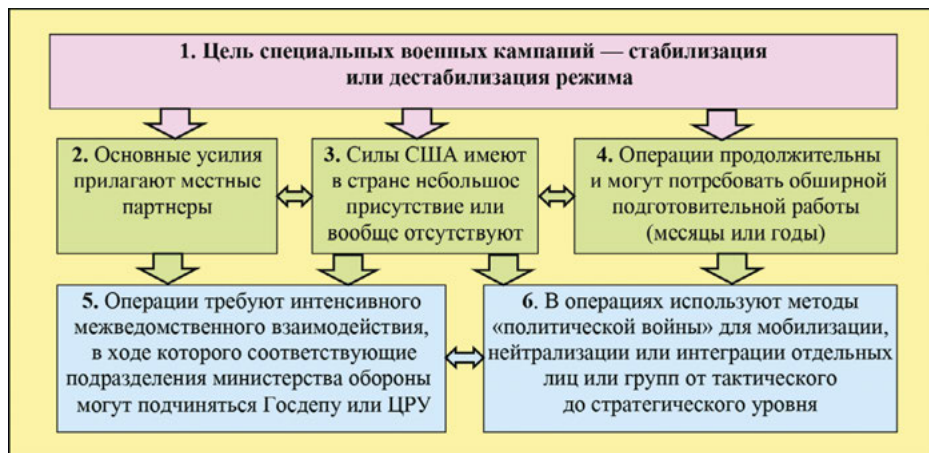 1. Цель специальных военных кампаний — стабилизация
или дестабилизация режима
2. Основные усилия
прилагают местные
партнеры
3. Силы США имеют
в стране небольшое
присутствие или
вообще отсутствуют
4. Операции продолжительны
и могут потребовать обширной
подготовительной работы
(месяцы или годы)
5. Операции требуют интенсивного
межведомственного взаимодействия,
в ходе которого соответствующие
подразделения министерства обороны
могут подчиняться Госдепу или ЦРУ
6. В операциях используют методы
«политической войны» для мобилизации,
нейтрализации или интеграции отдельных
лиц или групп от тактического
до стратегического уровня